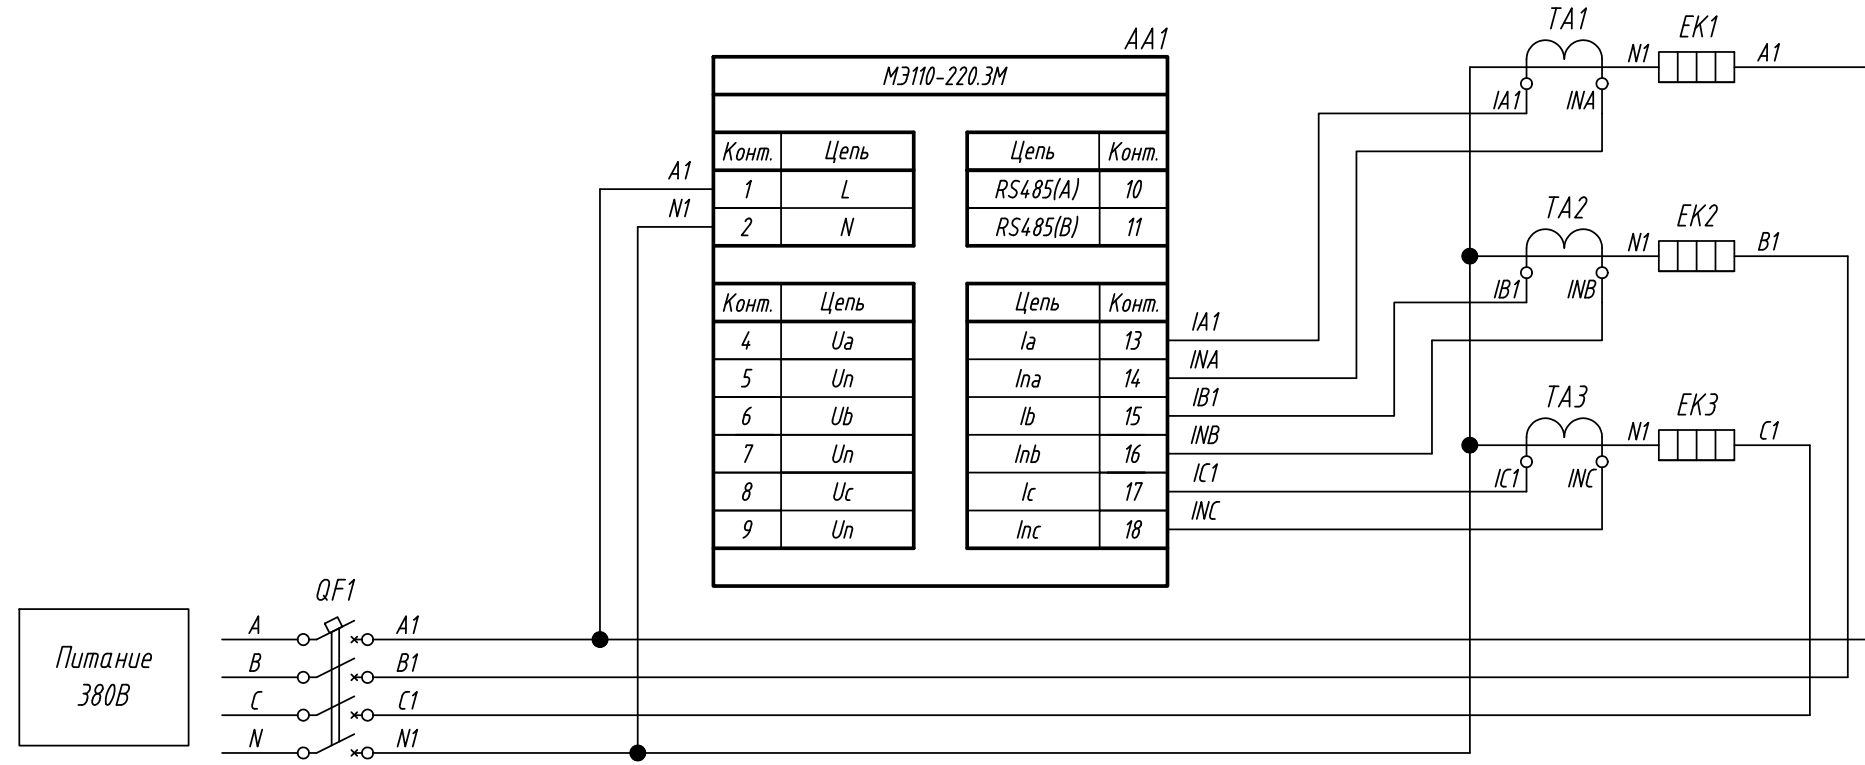 TA1
EK1
AA1
N1 A1
МЭ110-220.3М
IA1 INA
Конт. Цепь Цепь Конт.
A1 1 L RS485(A) 10
N1 2 N RS485(B) 11
TA2
EK2
N1 B1
IB1 INB
Конт. Цепь Цепь Конт.
4 Ua Ia 13 IA1
5 Un Ina 14 INA
6 Ub Ib 15 IB1
7 Un Inb 16 INB
8 Uc Ic 17 IC1
9 Un Inc 18 INC
TA3
EK3
N1 C1
IC1 INC
QF1
Питание
380В
A A1
B B1
C C1
N N1